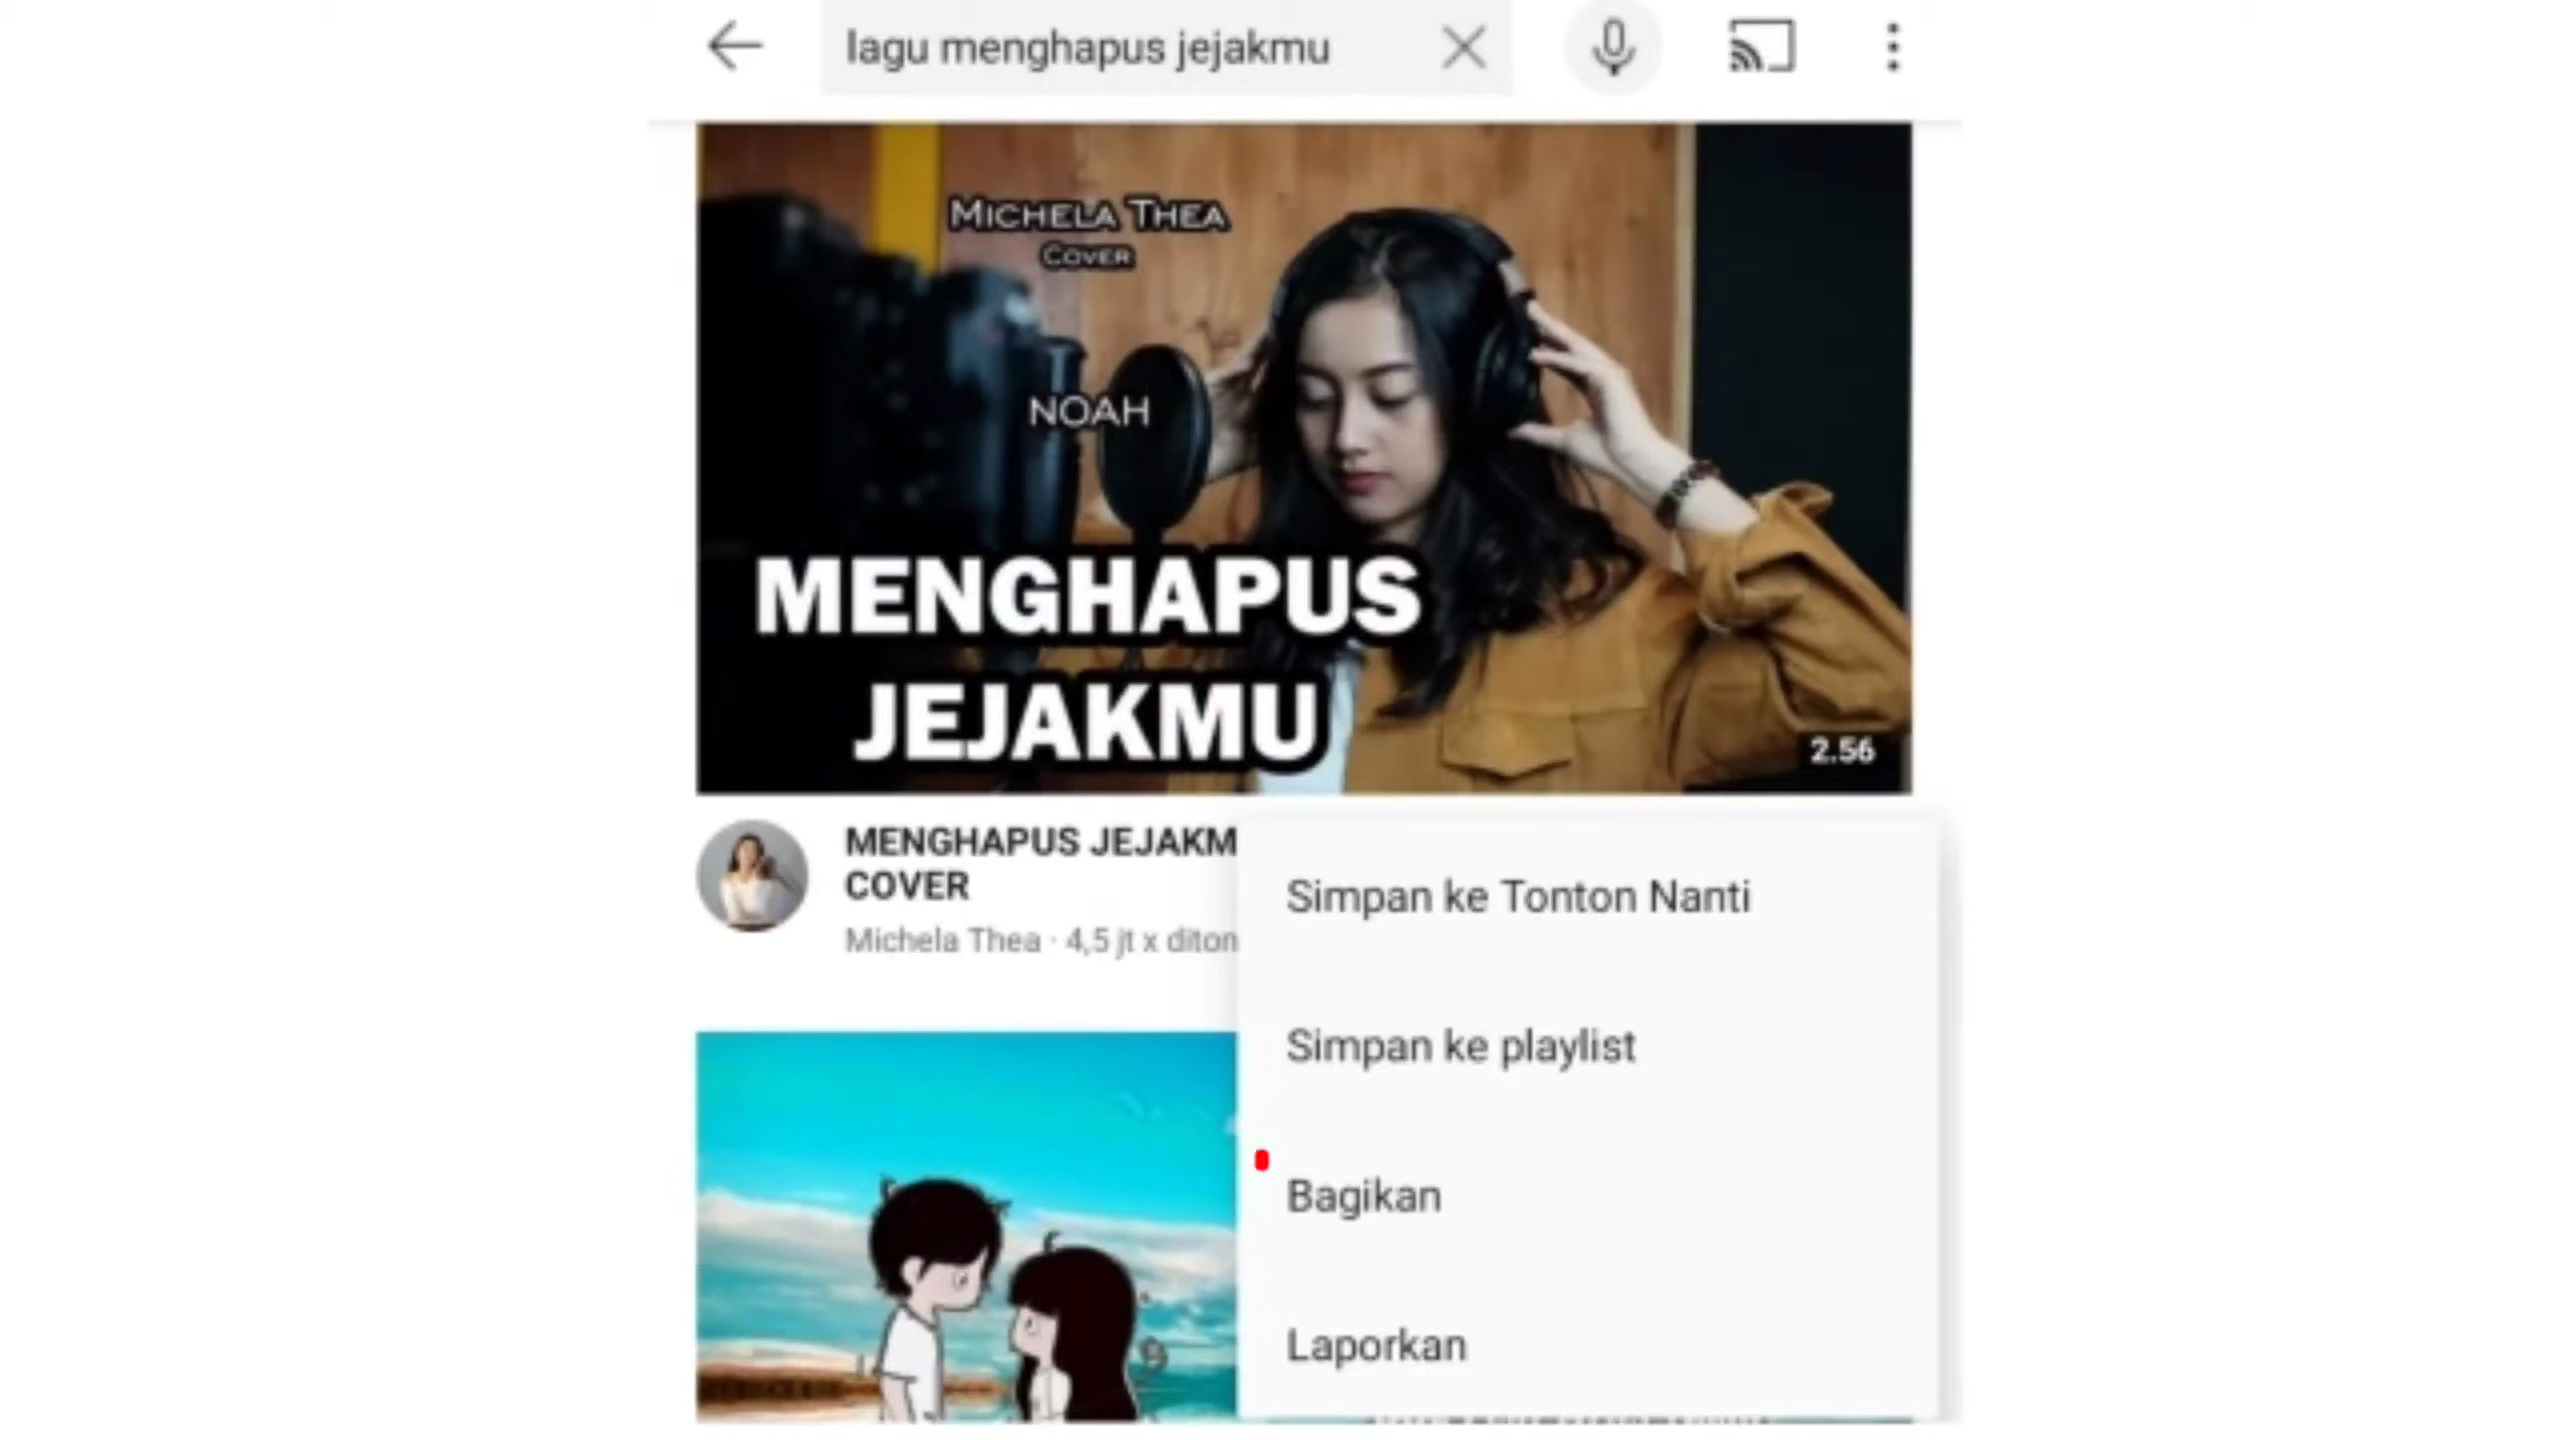 lagu menghapus jejakmu
MICHELA THEA
COVER
NOAH
MENGHAPUS
JEJAKMU
2.56
MENGHAPUS JEJAKM
COVER
Michela Thea · 4,5 jt x diton
Simpan ke Tonton Nanti
Simpan ke playlist
Bagikan
Laporkan